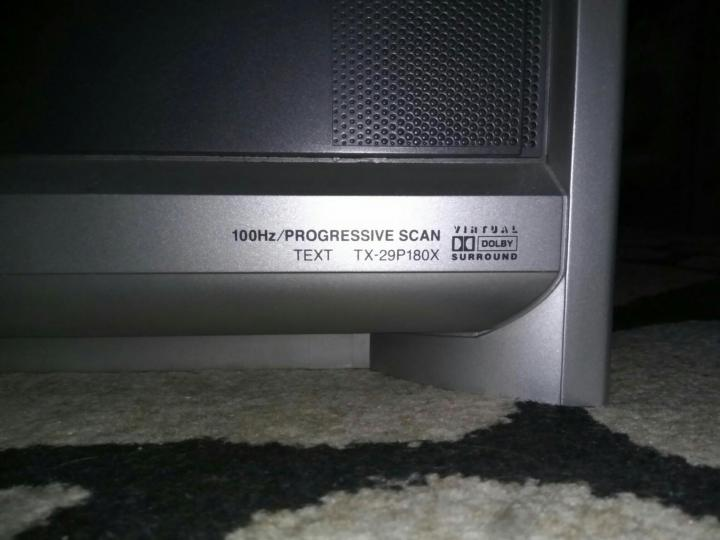 100Hz/PROGRESSIVE SCAN
TEXT TX-29P180X
VIRTUAL
DOLBY
SURROUND